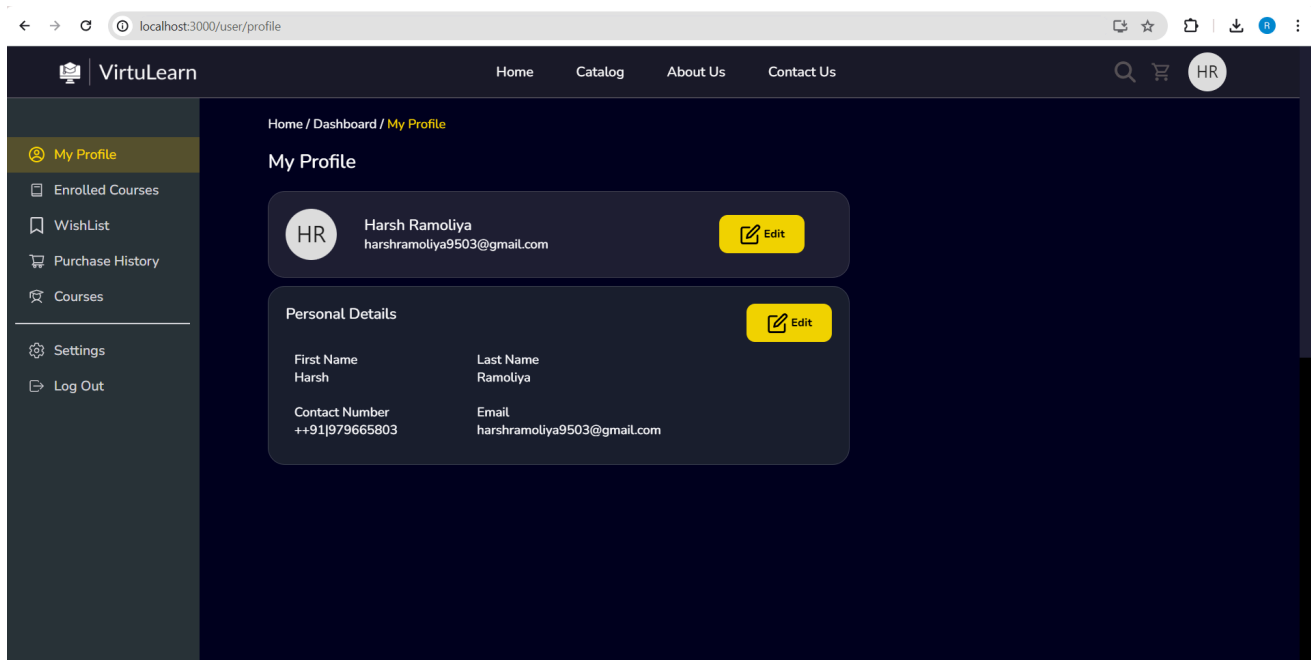 localhost:3000/user/profile
R
VirtuLearn
Home Catalog About Us Contact Us
HR
My Profile
Enrolled Courses
WishList
Purchase History
Courses
Settings
Log Out
Home / Dashboard / My Profile
My Profile
HR
Harsh Ramoliya
harshramoliya9503@gmail.com
Edit
Personal Details
Edit
First Name Last Name
Harsh Ramoliya
Contact Number Email
++91|979665803 harshramoliya9503@gmail.com